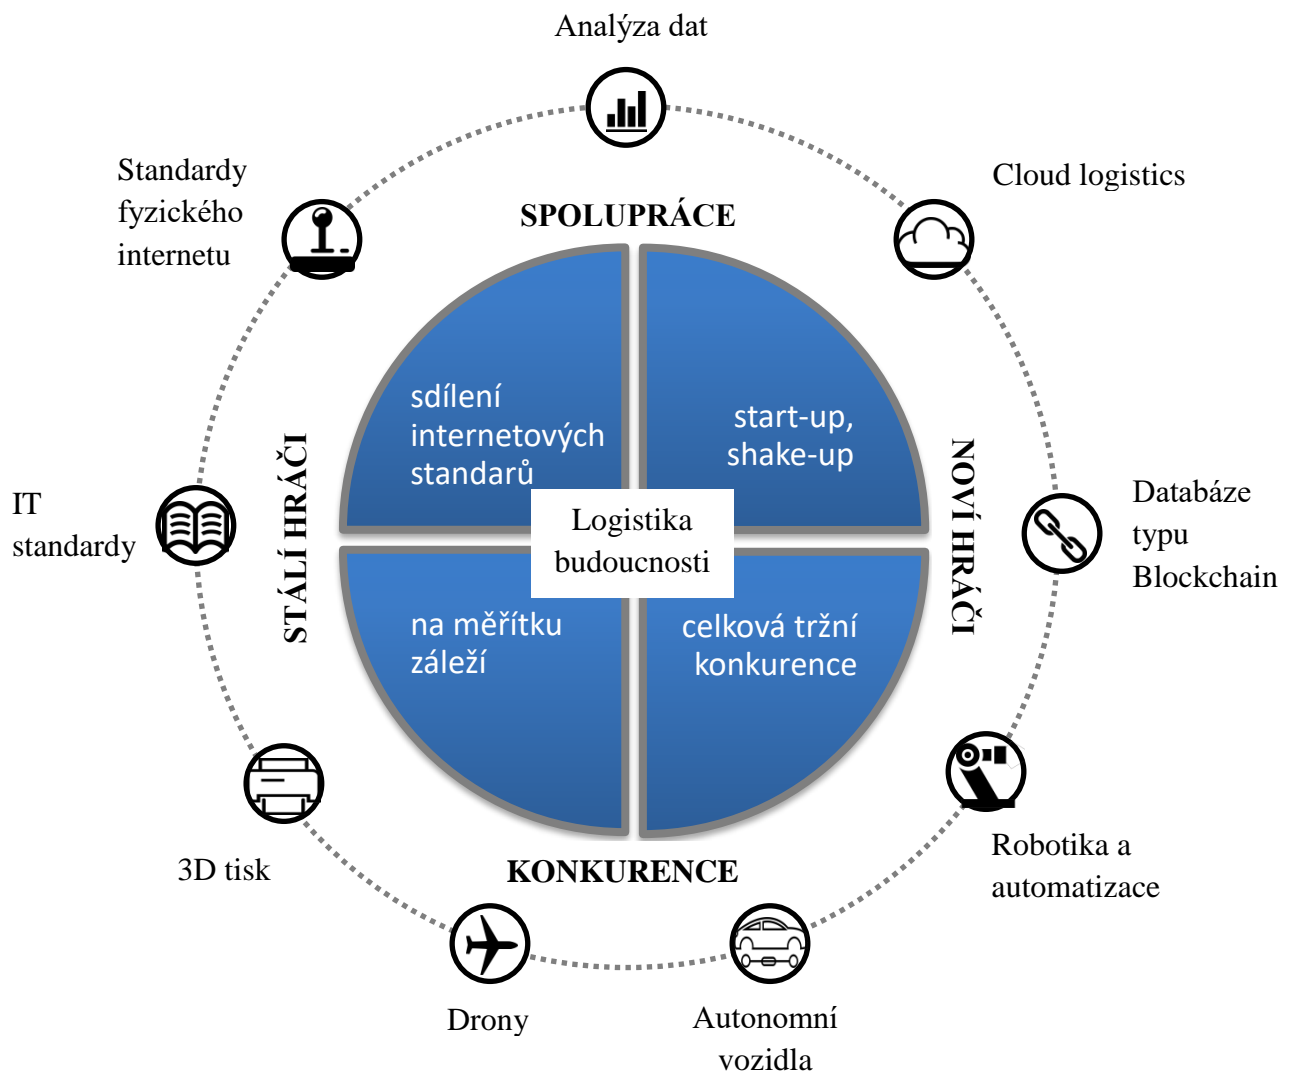 Analýza dat
Standardy
fyzického
internetu
Cloud logistics
SPOLUPRÁCE
sdílení
internetových
standarů
start-up,
shake-up
STÁLÍ HRÁČI
NOVÍ HRÁČI
IT
standardy
Logistika
budoucnosti
Databáze
typu
Blockchain
na měřítku
záleží
celková tržní
konkurence
3D tisk
KONKURENCE
Robotika a
automatizace
Drony
Autonomní
vozidla